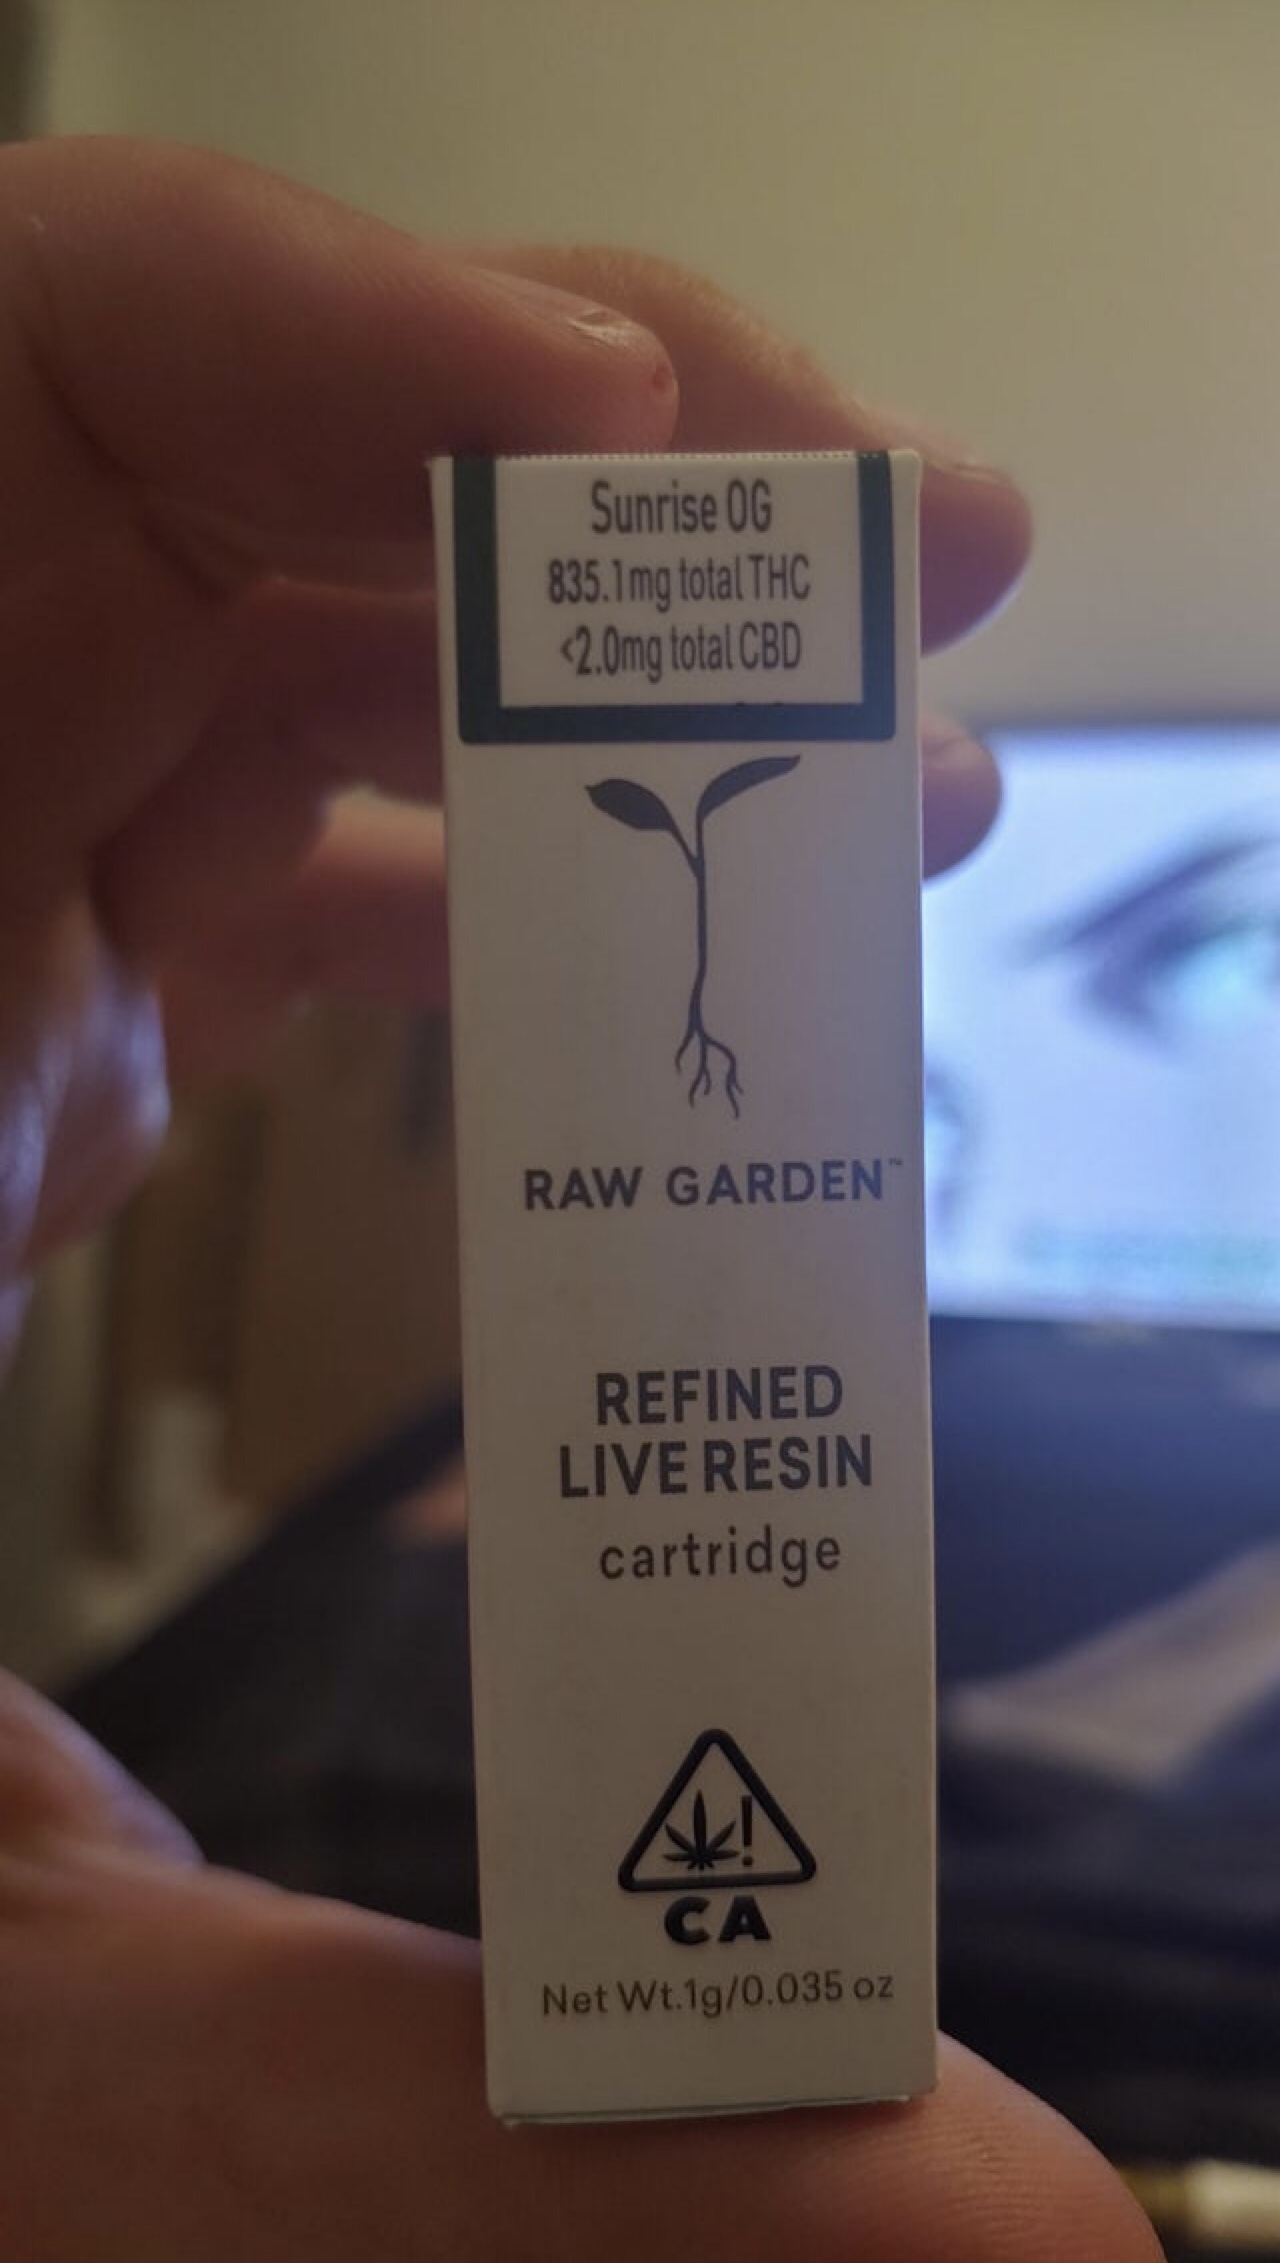 Sunrise OG
835.1mg total THC
<2.0mg total CBD
RAW GARDEN™
REFINED
LIVE RESIN
cartridge
!
CA
Net Wt.1g/0.035 oz